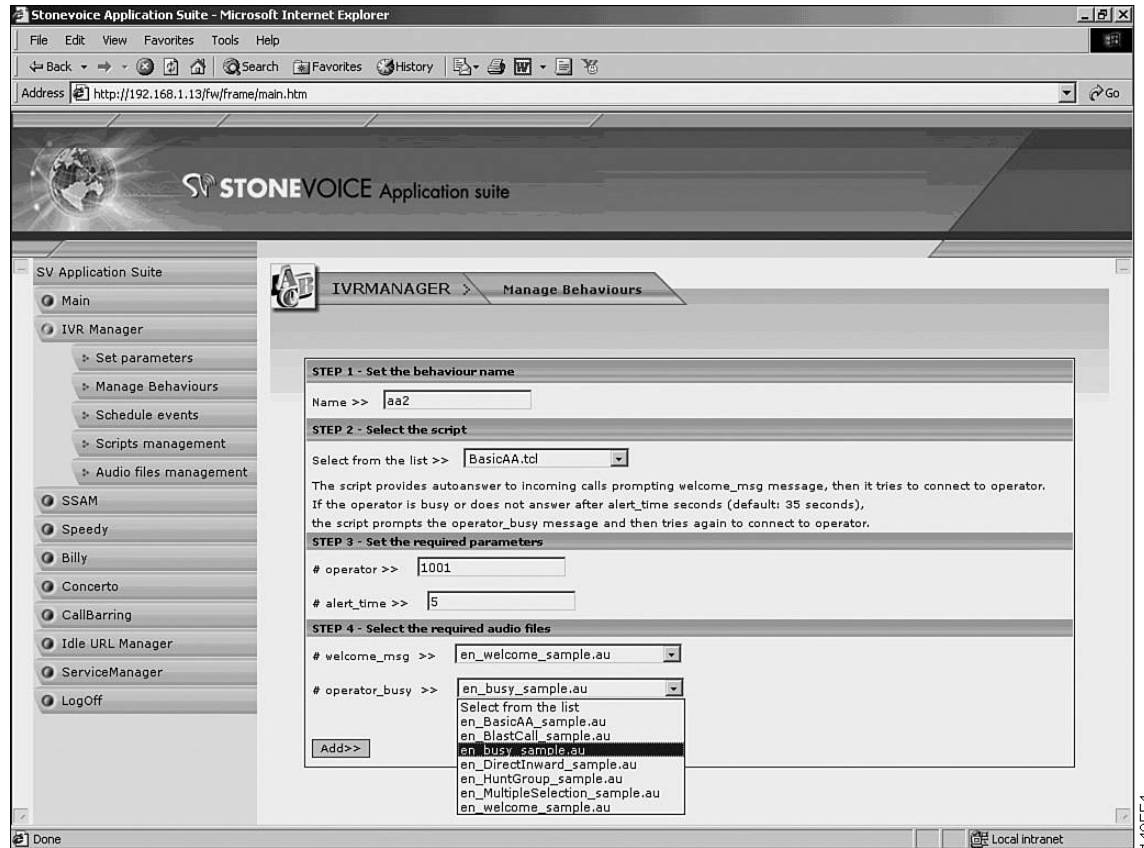 Stonevoice Application Suite - Microsoft Internet Explorer
File Edit View Favorites Tools Help
Back Search Favorites History
Address http://192.168.1.13/fw/frame/main.htm Go
SV STONEVOICE Application suite
SV Application Suite
Main
IVR Manager
Set parameters
Manage Behaviours
Schedule events
Scripts management
Audio files management
SSAM
Speedy
Billy
Concerto
CallBarring
Idle URL Manager
ServiceManager
LogOff
ABC
IVRMANAGER > Manage Behaviours
STEP 1 - Set the behaviour name
Name >> aa2
STEP 2 - Select the script
Select from the list >> BasicAA.tcl
The script provides autoanswer to incoming calls prompting welcome_msg message, then it tries to connect to operator.
If the operator is busy or does not answer after alert_time seconds (default: 35 seconds),
the script prompts the operator_busy message and then tries again to connect to operator.
STEP 3 - Set the required parameters
# operator >> 1001
# alert_time >> 5
STEP 4 - Select the required audio files
# welcome_msg >> en_welcome_sample.au
# operator_busy >> en_busy_sample.au
Select from the list
en_BasicAA_sample.au
en_BlastCall_sample.au
en_busy_sample.au
en_DirectInward_sample.au
en_HuntGroup_sample.au
en_MultipleSelection_sample.au
en_welcome_sample.au
Add>>
Done Local intranet